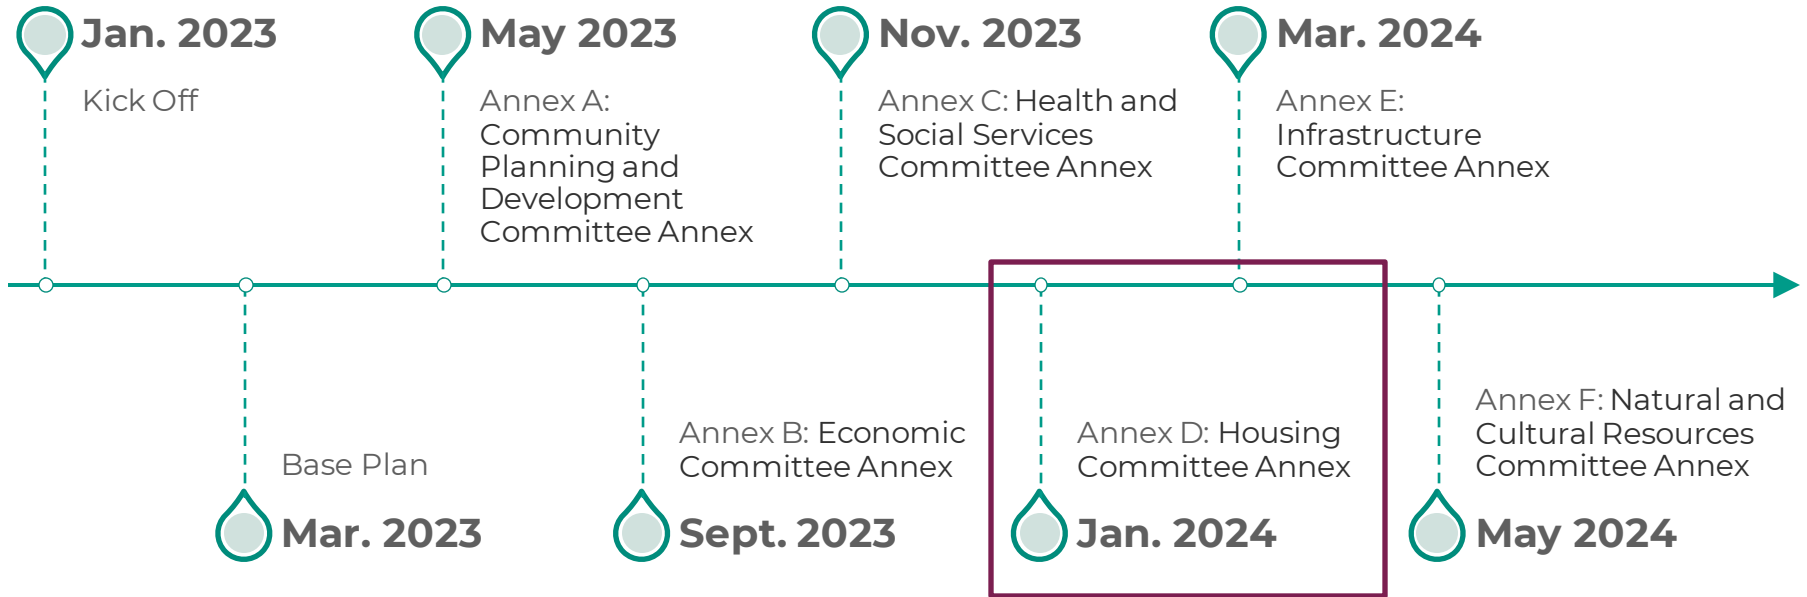 Jan. 2023
Kick Off
May 2023
Annex A:
Community
Planning and
Development
Committee Annex
Nov. 2023
Annex C: Health and
Social Services
Committee Annex
Mar. 2024
Annex E:
Infrastructure
Committee Annex
Base Plan
Mar. 2023
Annex B: Economic
Committee Annex
Sept. 2023
Annex D: Housing
Committee Annex
Jan. 2024
Annex F: Natural and
Cultural Resources
Committee Annex
May 2024